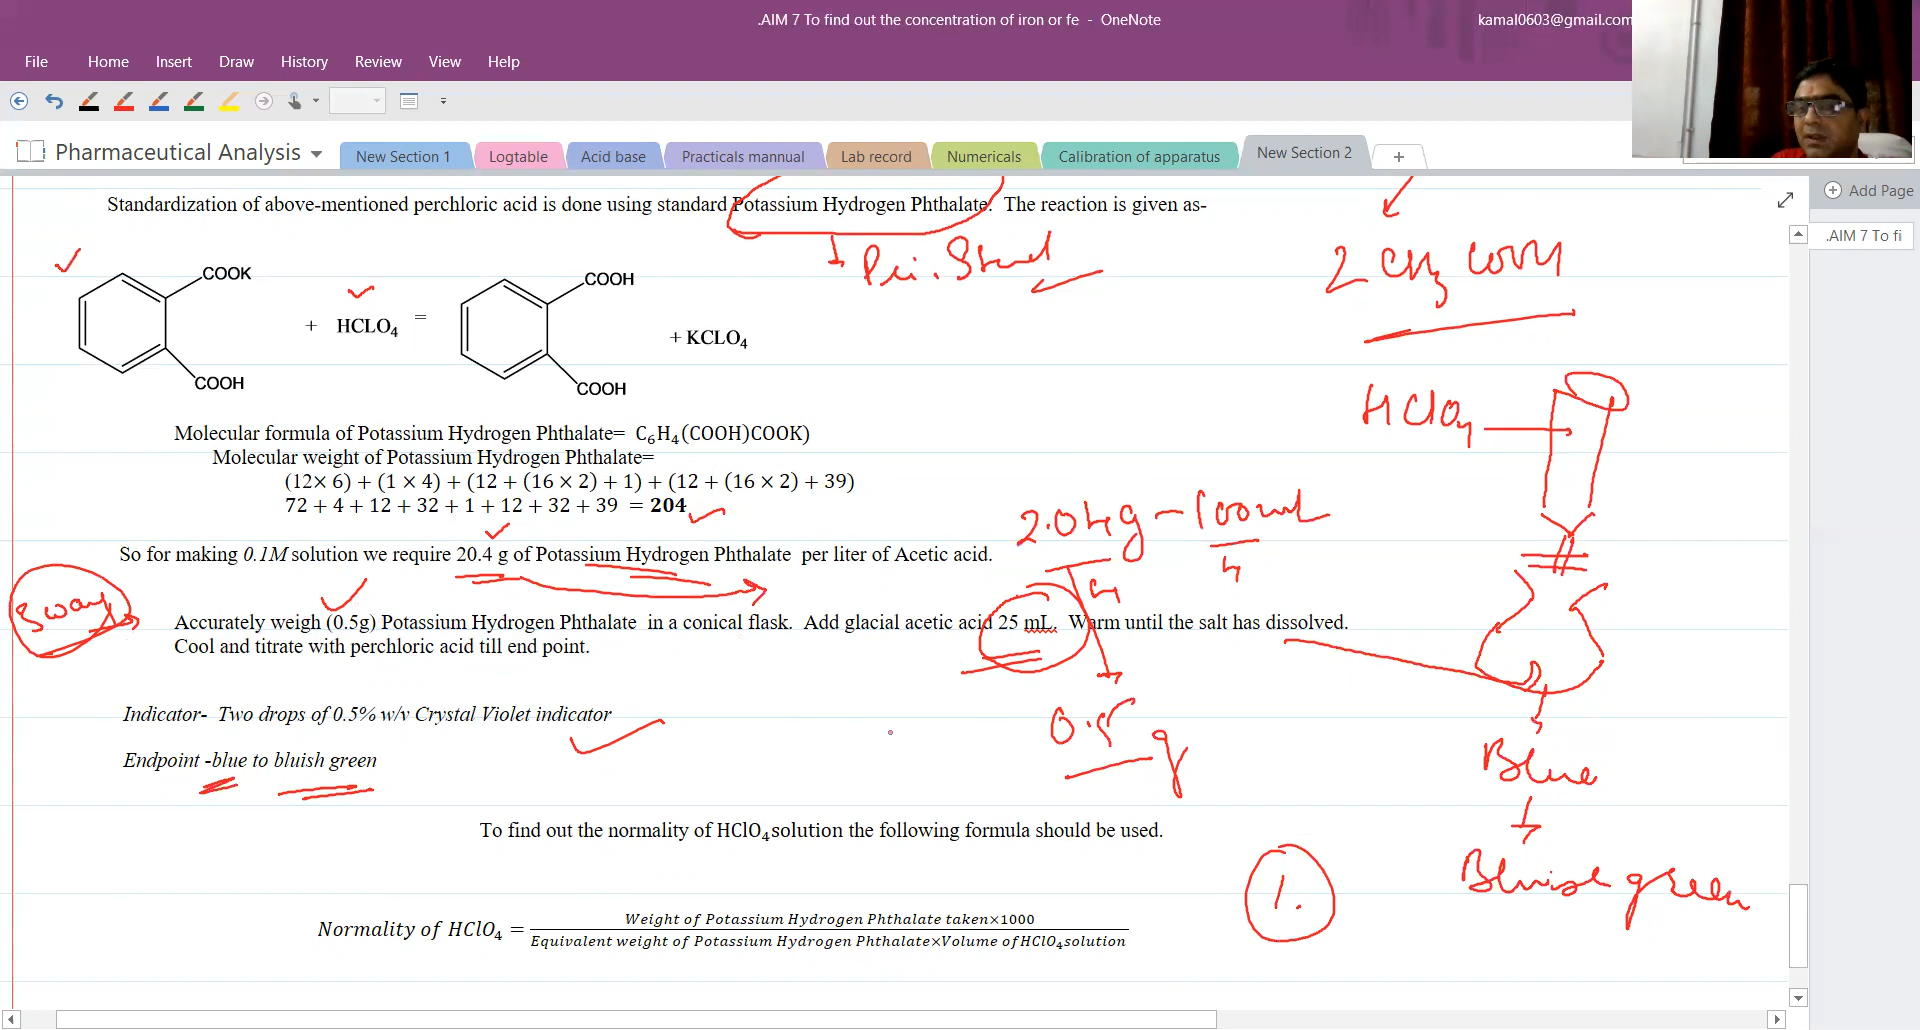 .AIM 7 To find out the concentration of iron or fe - OneNote
kamal0603@gmail.com
File Home Insert Draw History Review View Help
Pharmaceutical Analysis
New Section 1 Logtable Acid base Practicals mannual Lab record Numericals Calibration of apparatus New Section 2 +
Add Page
.AIM 7 To fi
Standardization of above-mentioned perchloric acid is done using standard Potassium Hydrogen Phthalate. The reaction is given as-
Pri. Stand
2 CH₃ COOH
COOK
COOH
+ HCLO₄ =
COOH
COOH
+ KCLO₄
HClO₄
Molecular formula of Potassium Hydrogen Phthalate= C₆H₄(COOH)COOK)
Molecular weight of Potassium Hydrogen Phthalate=
(12× 6) + (1 × 4) + (12 + (16 × 2) + 1) + (12 + (16 × 2) + 39)
72 + 4 + 12 + 32 + 1 + 12 + 32 + 39 = 204
2.04g - 100ml
4
4
So for making 0.1M solution we require 20.4 g of Potassium Hydrogen Phthalate per liter of Acetic acid.
3 way
Accurately weigh (0.5g) Potassium Hydrogen Phthalate in a conical flask. Add glacial acetic acid 25 mL. Warm until the salt has dissolved.
Cool and titrate with perchloric acid till end point.
Indicator- Two drops of 0.5% w/v Crystal Violet indicator
0.5 g
Endpoint -blue to bluish green
Blue
Bluish green
To find out the normality of HClO₄ solution the following formula should be used.
1.
Normality of HClO₄ = Weight of Potassium Hydrogen Phthalate taken×1000
Equivalent weight of Potassium Hydrogen Phthalate×Volume of HClO₄ solution